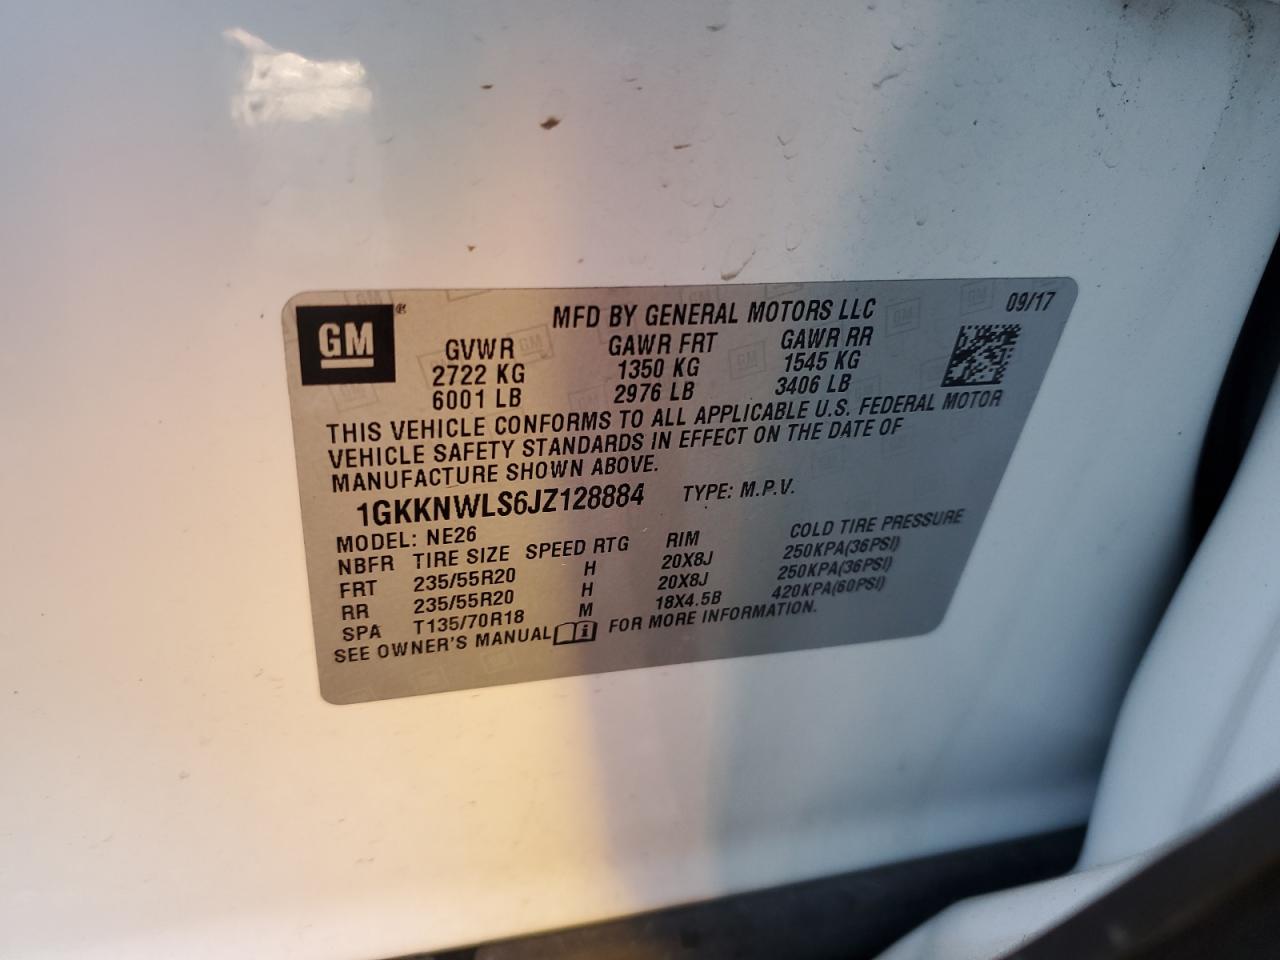 GM®
MFD BY GENERAL MOTORS LLC 09/17
GVWR GAWR FRT GAWR RR
2722 KG 1350 KG 1545 KG
6001 LB 2976 LB 3406 LB
THIS VEHICLE CONFORMS TO ALL APPLICABLE U.S. FEDERAL MOTOR
VEHICLE SAFETY STANDARDS IN EFFECT ON THE DATE OF
MANUFACTURE SHOWN ABOVE.
1GKKNWLS6JZ128884 TYPE: M.P.V.
MODEL: NE26
NBFR TIRE SIZE SPEED RTG RIM COLD TIRE PRESSURE
FRT 235/55R20 H 20X8J 250KPA(36PSI)
RR 235/55R20 H 20X8J 250KPA(36PSI)
SPA T135/70R18 M 18X4.5B 420KPA(60PSI)
SEE OWNER'S MANUAL i FOR MORE INFORMATION.